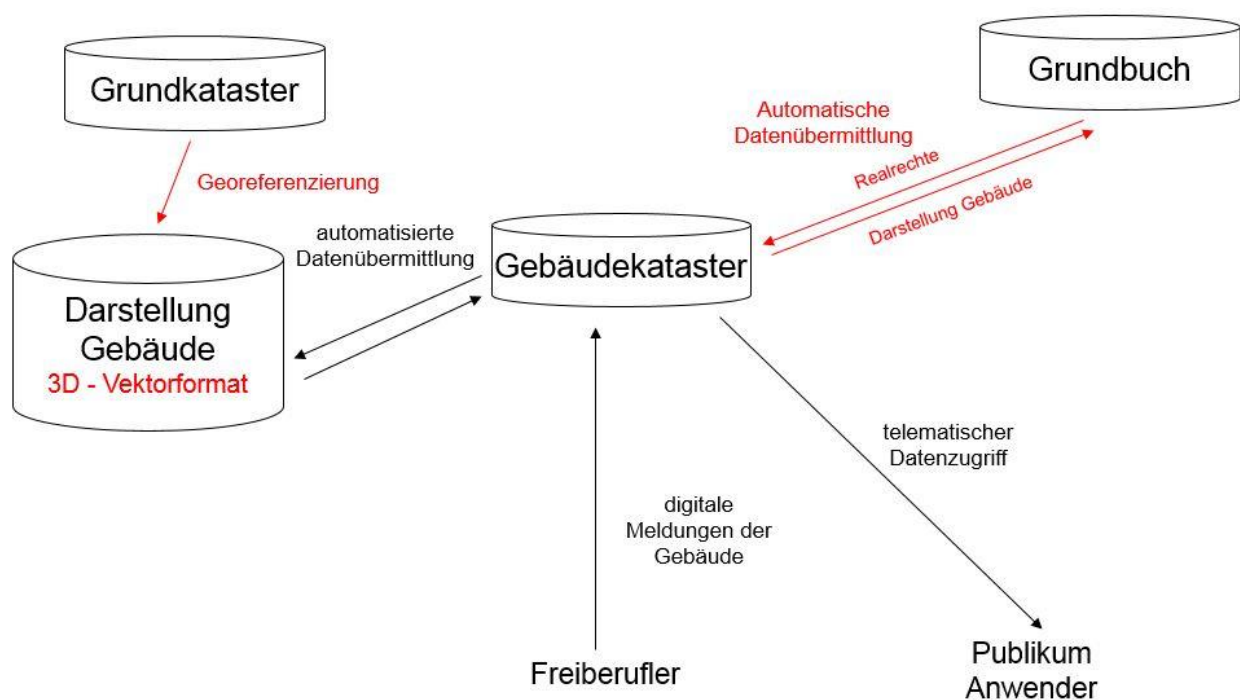 Grundkataster
Grundbuch
Automatische
Datenübermittlung
Realrechte
Darstellung Gebäude
Georeferenzierung
automatisierte
Datenübermittlung
Gebäudekataster
Darstellung
Gebäude
3D - Vektorformat
telematischer
Datenzugriff
digitale
Meldungen der
Gebäude
Freiberufler
Publikum
Anwender